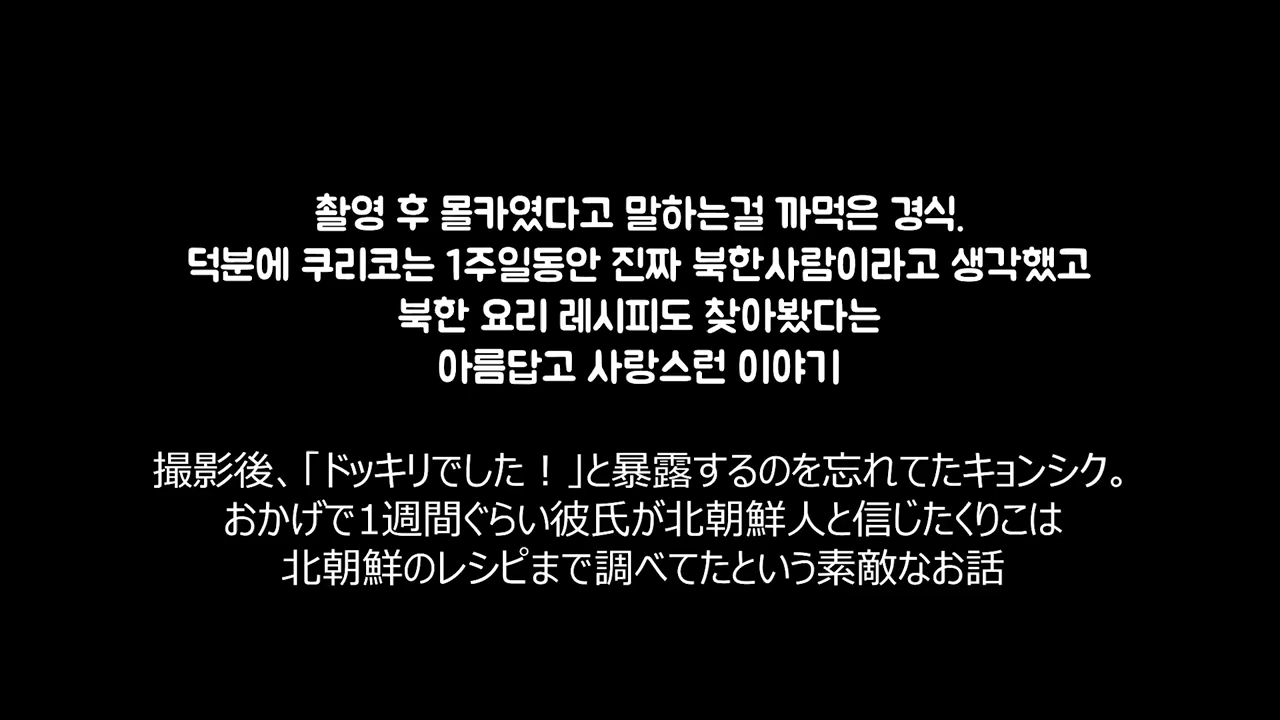 촬영 후 몰카였다고 말하는걸 까먹은 경식.
덕분에 쿠리코는 1주일동안 진짜 북한사람이라고 생각했고
북한 요리 레시피도 찾아봤다는
아름답고 사랑스런 이야기
撮影後、「ドッキリでした！」と暴露するのを忘れてたキョンシク。
おかげで1週間ぐらい彼氏が北朝鮮人と信じたくりこは
北朝鮮のレシピまで調べてたという素敵なお話